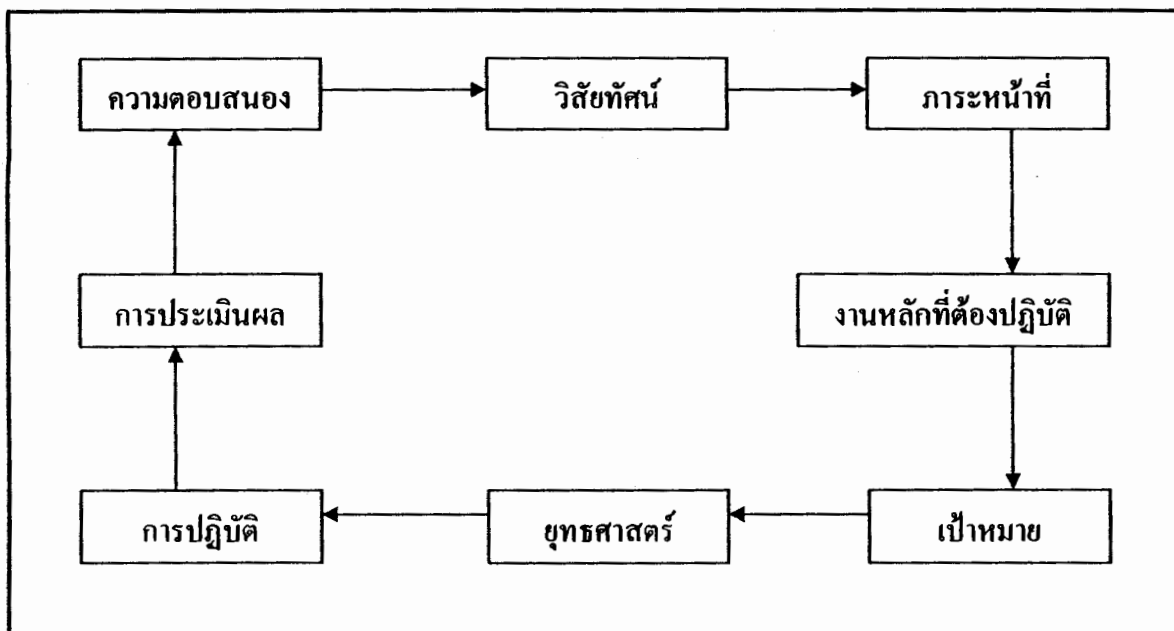 ความตอบสนอง
วิสัยทัศน์
ภาระหน้าที่
การประเมินผล
งานหลักที่ต้องปฏิบัติ
การปฏิบัติ
ยุทธศาสตร์
เป้าหมาย